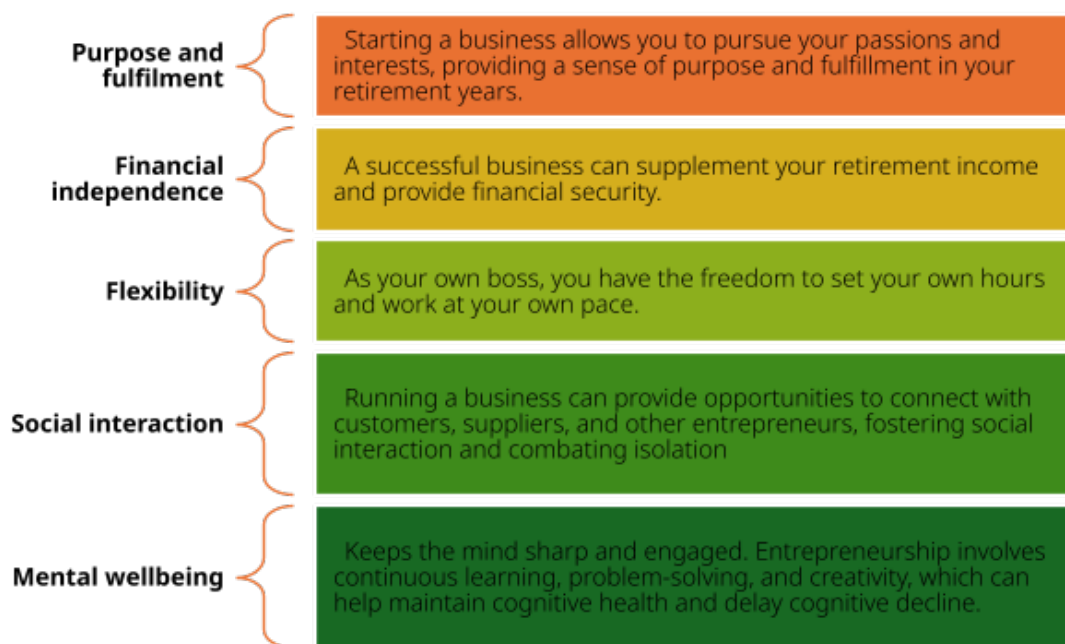 Purpose and
fulfilment
Starting a business allows you to pursue your passions and
interests, providing a sense of purpose and fulfillment in your
retirement years.
Financial
independence
A successful business can supplement your retirement income
and provide financial security.
Flexibility
As your own boss, you have the freedom to set your own hours
and work at your own pace.
Social interaction
Running a business can provide opportunities to connect with
customers, suppliers, and other entrepreneurs, fostering social
interaction and combating isolation
Mental wellbeing
Keeps the mind sharp and engaged. Entrepreneurship involves
continuous learning, problem-solving, and creativity, which can
help maintain cognitive health and delay cognitive decline.